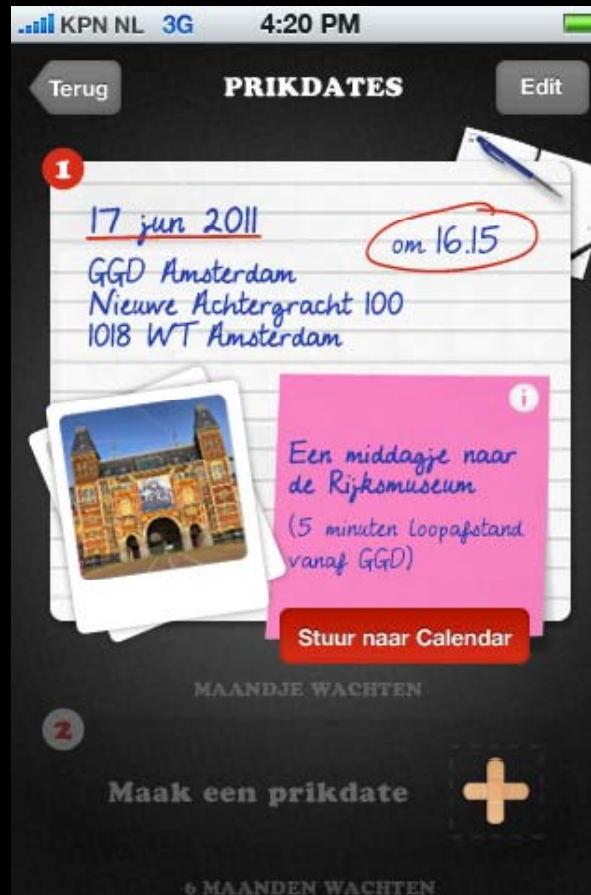 KPN NL 3G 4:20 PM
Terug PRIKDATES Edit
1
17 jun 2011
om 16.15
GGD Amsterdam
Nieuwe Achtergracht 100
1018 WT Amsterdam
i
Een middagje naar
de Rijksmuseum
(5 minuten loopafstand
vanaf GGD)
Stuur naar Calendar
MAANDJE WACHTEN
2
Maak een prikdate
6 MAANDEN WACHTEN